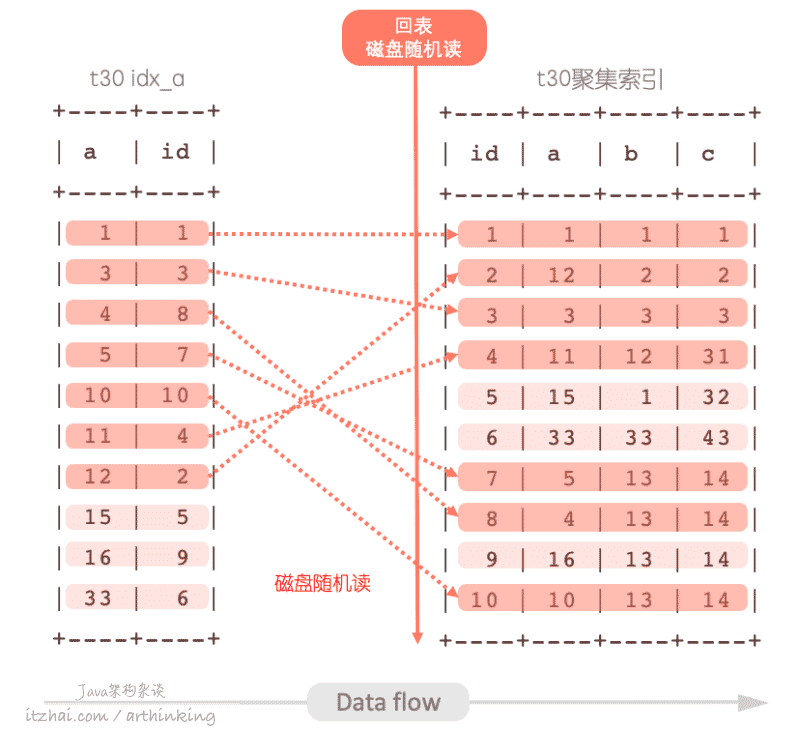 回表
磁盘随机读
t30 idx_a
+----+----+
| a | id |
+----+----+
| 1 | 1 |
| 3 | 3 |
| 4 | 8 |
| 5 | 7 |
| 10 | 10 |
| 11 | 4 |
| 12 | 2 |
| 15 | 5 |
| 16 | 9 |
| 33 | 6 |
+----+----+
t30聚集索引
+----+----+----+----+
| id | a | b | c |
+----+----+----+----+
| 1 | 1 | 1 | 1 |
| 2 | 12 | 2 | 2 |
| 3 | 3 | 3 | 3 |
| 4 | 11 | 12 | 31 |
| 5 | 15 | 1 | 32 |
| 6 | 33 | 33 | 43 |
| 7 | 5 | 13 | 14 |
| 8 | 4 | 13 | 14 |
| 9 | 16 | 13 | 14 |
| 10 | 10 | 13 | 14 |
+----+----+----+----+
磁盘随机读
Java架构杂谈
itzhai.com / arthinking
Data flow